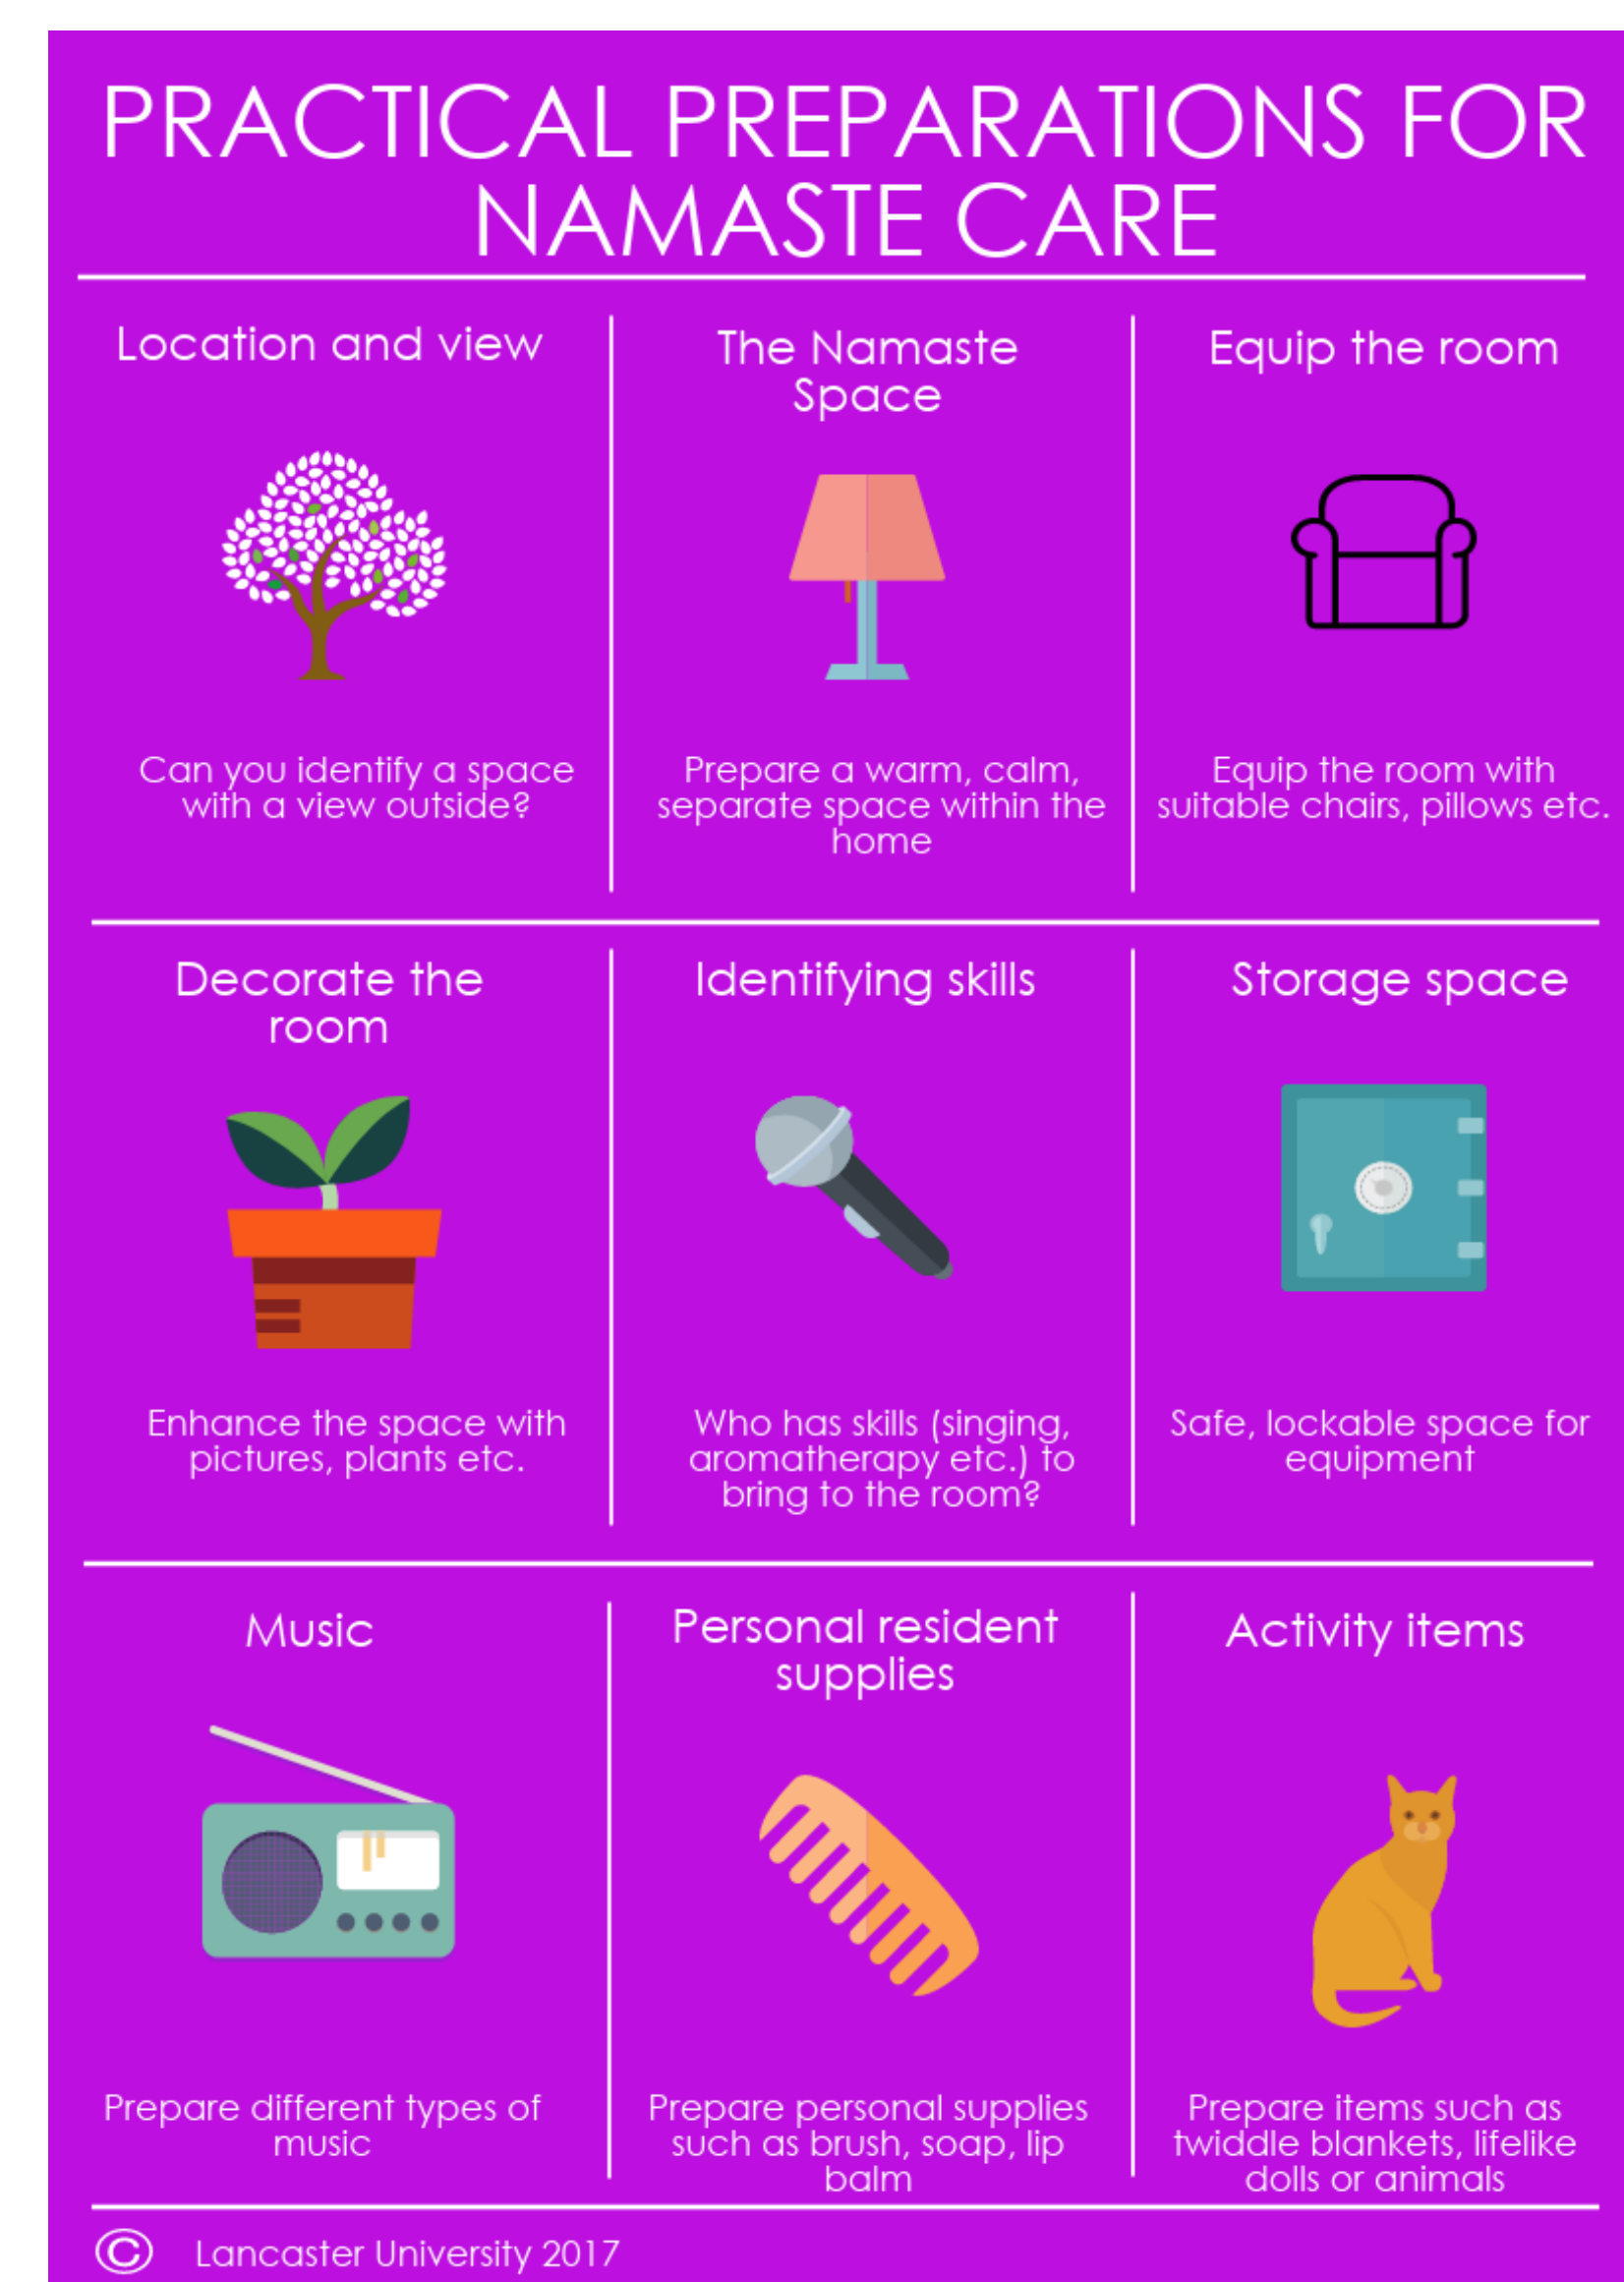 PRACTICAL PREPARATIONS FOR
NAMASTE CARE
Location and view
Can you identify a space
with a view outside?
The Namaste
Space
Prepare a warm, calm,
separate space within the
home
Equip the room
Equip the room with
suitable chairs, pillows etc.
Decorate the
room
Enhance the space with
pictures, plants etc.
Identifying skills
Who has skills (singing,
aromatherapy etc.) to
bring to the room?
Storage space
Safe, lockable space for
equipment
Music
Prepare different types of
music
Personal resident
supplies
Prepare personal supplies
such as brush, soap, lip
balm
Activity items
Prepare items such as
twiddle blankets, lifelike
dolls or animals
© Lancaster University 2017